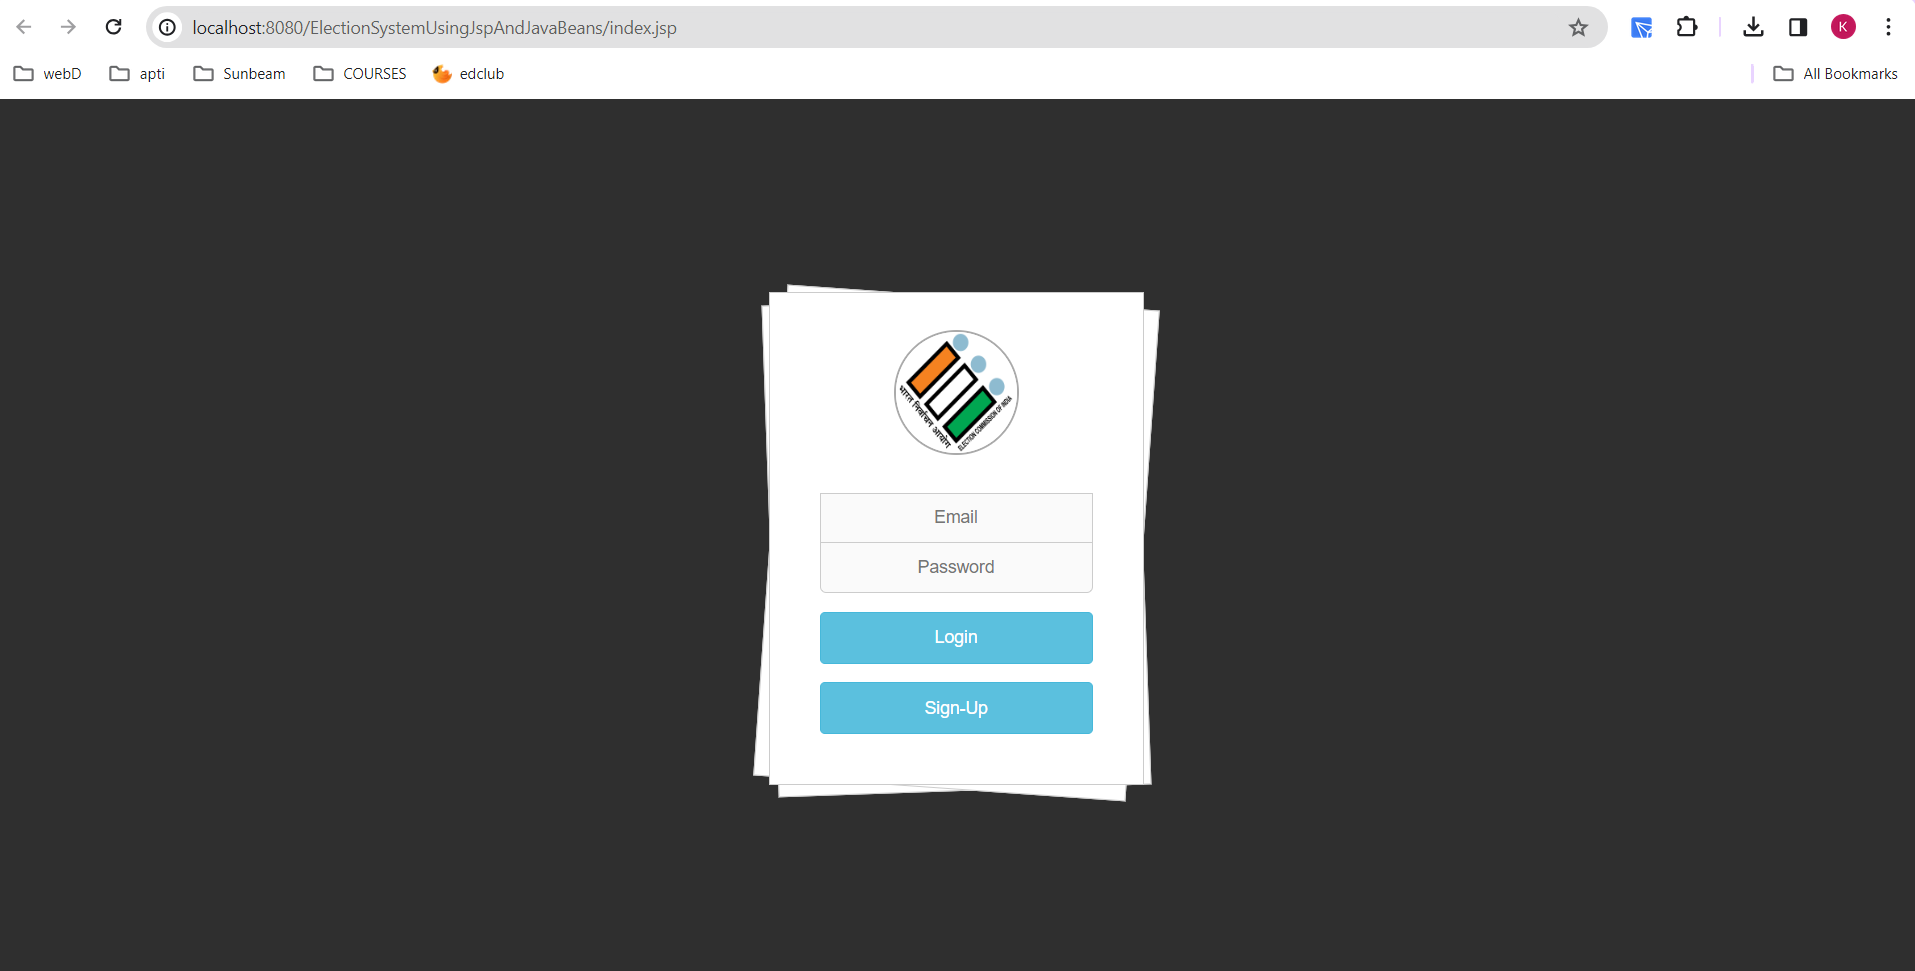 localhost:8080/ElectionSystemUsingJspAndJavaBeans/index.jsp
K
webD apti Sunbeam COURSES edclub All Bookmarks
भारत निर्वाचन आयोग
ELECTION COMMISSION OF INDIA
Email
Password
Login
Sign-Up